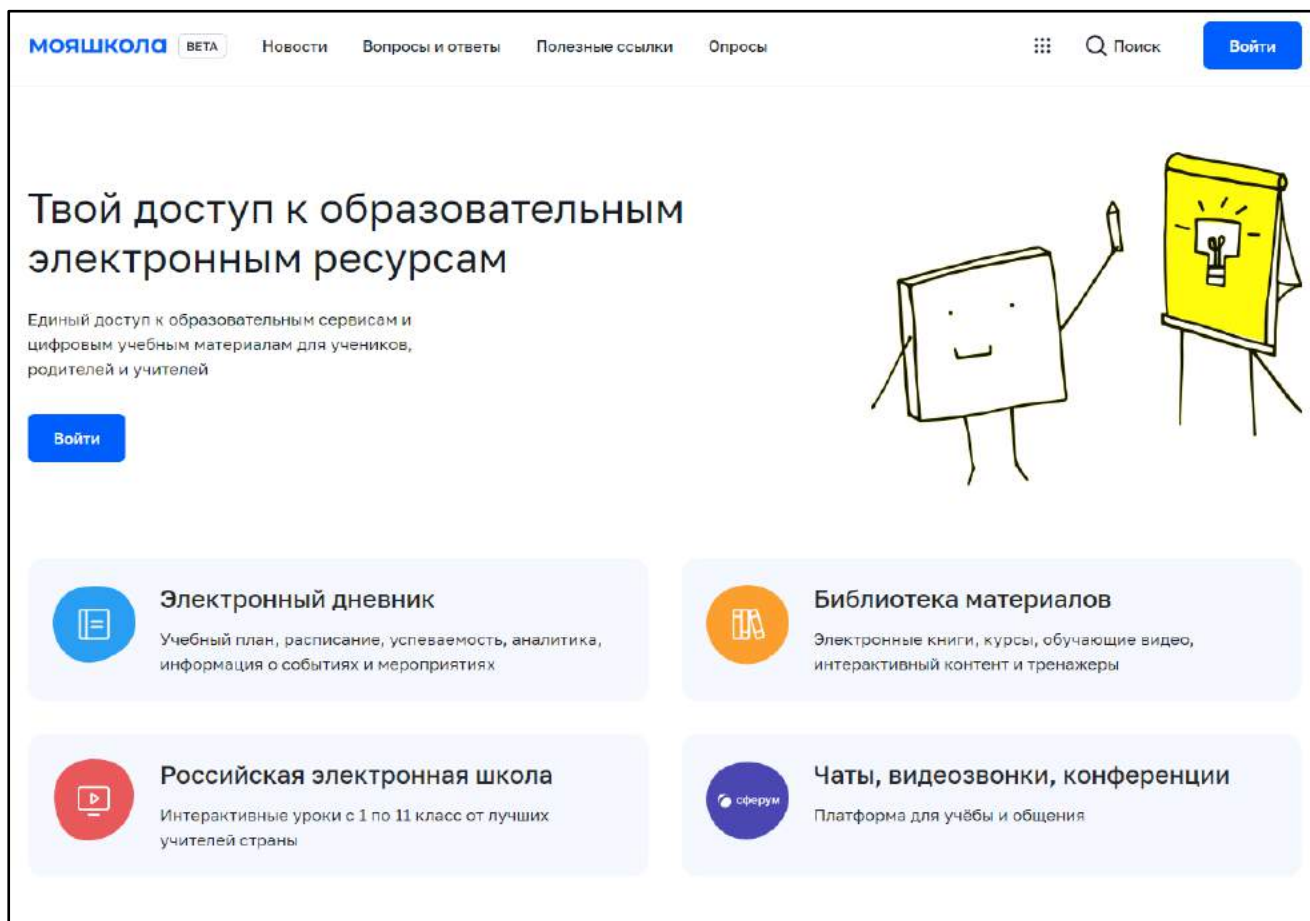 мояшкола BETA Новости Вопросы и ответы Полезные ссылки Опросы Поиск Войти
Твой доступ к образовательным
электронным ресурсам
Единый доступ к образовательным сервисам и
цифровым учебным материалам для учеников,
родителей и учителей
Войти
Электронный дневник
Учебный план, расписание, успеваемость, аналитика,
информация о событиях и мероприятиях
Библиотека материалов
Электронные книги, курсы, обучающие видео,
интерактивный контент и тренажеры
Российская электронная школа
Интерактивные уроки с 1 по 11 класс от лучших
учителей страны
сферум
Чаты, видеозвонки, конференции
Платформа для учёбы и общения